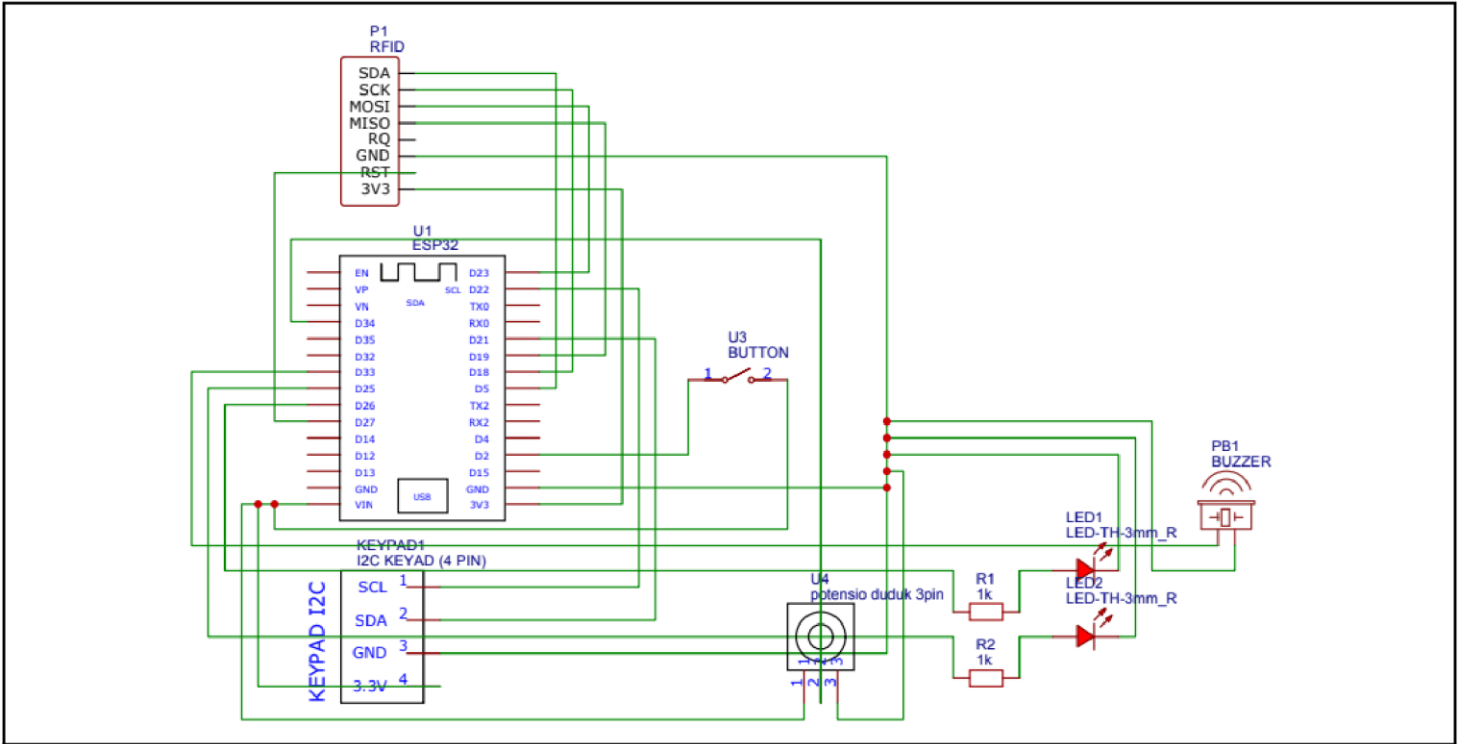 P1
RFID
SDA
SCK
MOSI
MISO
RQ
GND
RST
3V3
U1
ESP32
EN
VP
VN
D34
D35
D32
D33
D25
D26
D27
D14
D12
D13
GND
VIN
SDA
SCL
USB
D23
D22
TX0
RX0
D21
D19
D18
D5
TX2
RX2
D4
D2
D15
GND
3V3
U3
BUTTON
1
2
PB1
BUZZER
LED1
LED-TH-3mm_R
LED2
LED-TH-3mm_R
R1
1k
R2
1k
U4
potensio duduk 3pin
1 2 3
1 2 3
KEYPAD1
I2C KEYAD (4 PIN)
KEYPAD I2C
SCL 1
SDA 2
GND 3
3.3V 4